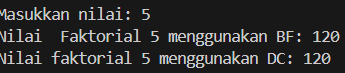 Masukkan nilai: 5
Nilai  Faktorial 5 menggunakan BF: 120
Nilai faktorial 5 menggunakan DC: 120